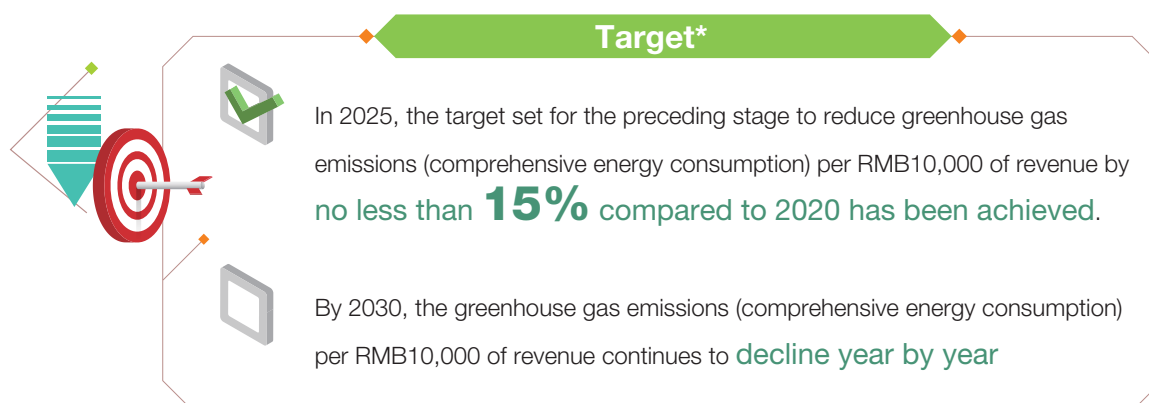 Target*
In 2025, the target set for the preceding stage to reduce greenhouse gas
emissions (comprehensive energy consumption) per RMB10,000 of revenue by
no less than 15% compared to 2020 has been achieved.
By 2030, the greenhouse gas emissions (comprehensive energy consumption)
per RMB10,000 of revenue continues to decline year by year